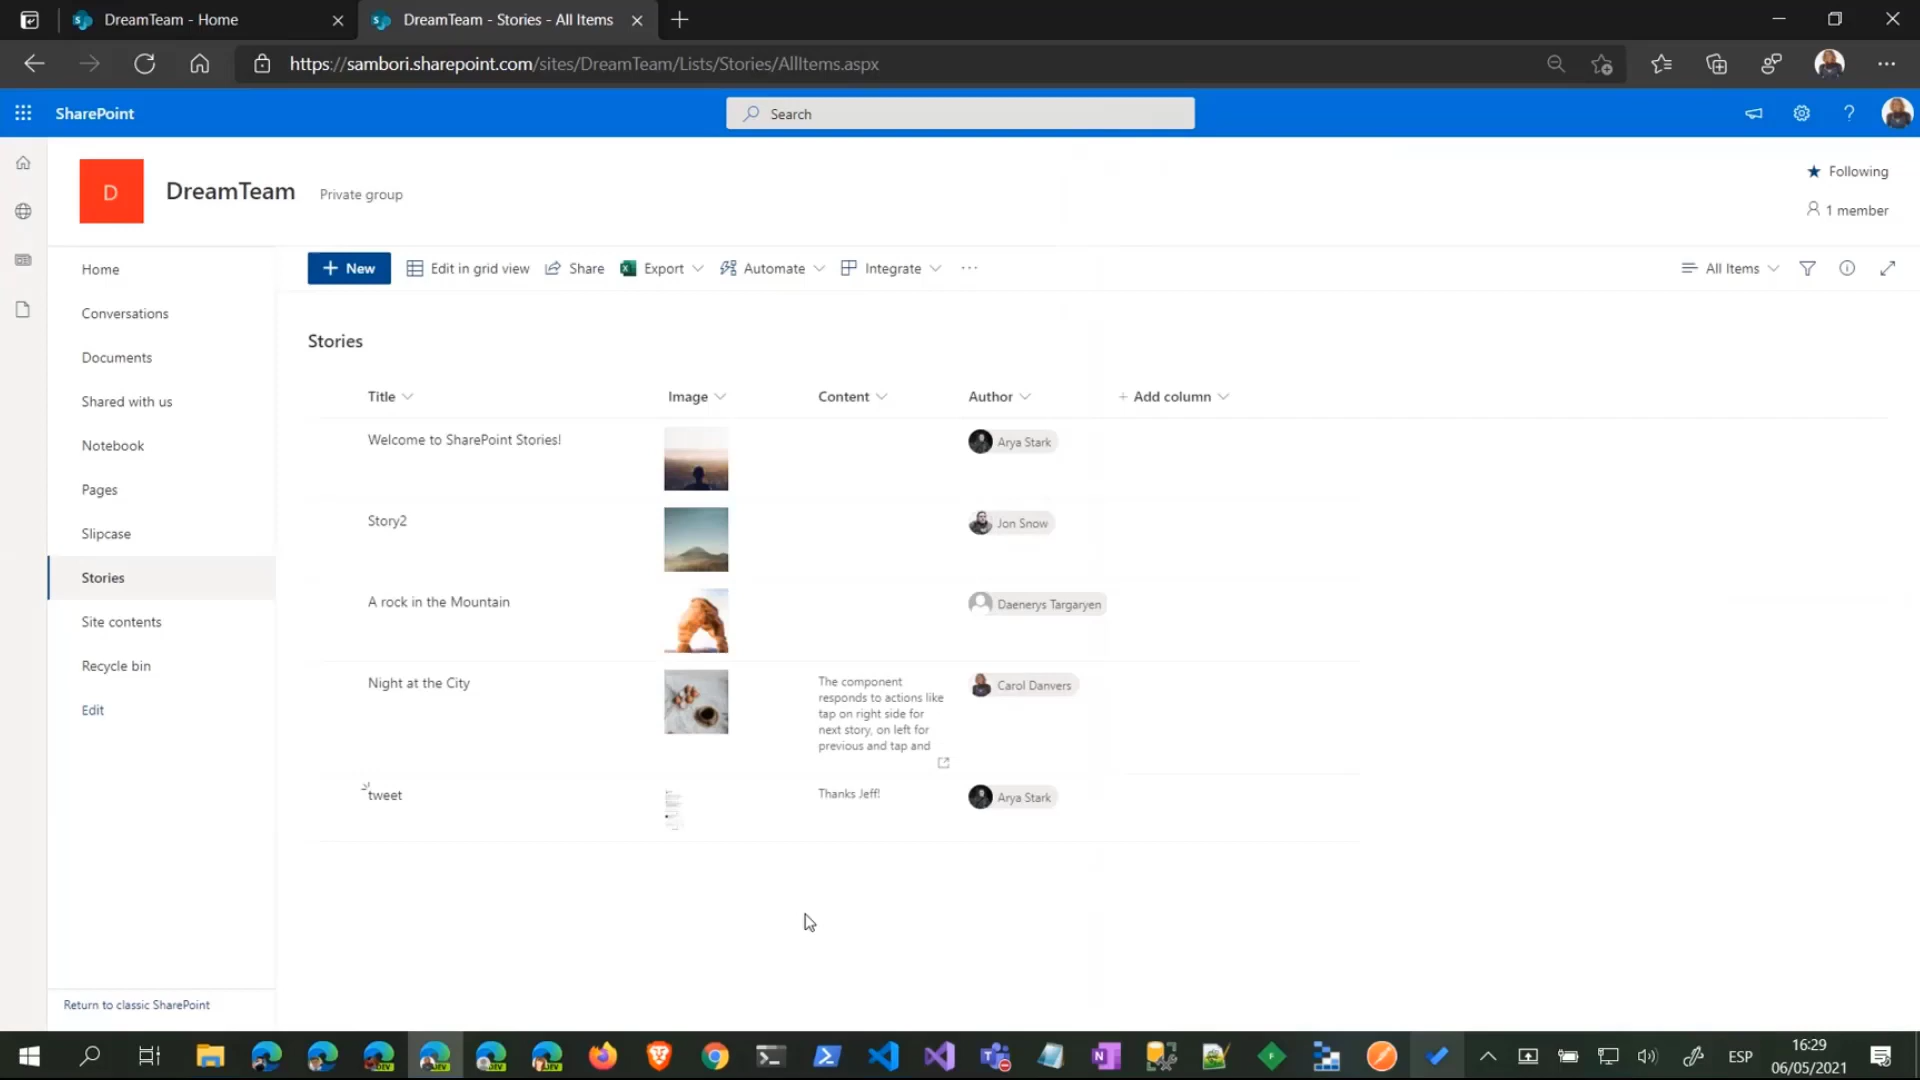 DreamTeam - Home
DreamTeam - Stories - All Items
https://sambori.sharepoint.com/sites/DreamTeam/Lists/Stories/AllItems.aspx
SharePoint
Search
D
DreamTeam
Private group
Following
1 member
Home
Conversations
Documents
Shared with us
Notebook
Pages
Slipcase
Stories
Site contents
Recycle bin
Edit
Return to classic SharePoint
+ New
Edit in grid view
Share
Export
Automate
Integrate
All Items
Stories
Title
Image
Content
Author
+ Add column
Welcome to SharePoint Stories!
Arya Stark
Story2
Jon Snow
A rock in the Mountain
Daenerys Targaryen
Night at the City
The component
responds to actions like
tap on right side for
next story, on left for
previous and tap and
Carol Danvers
tweet
Thanks Jeff!
Arya Stark
ESP
16:29
06/05/2021